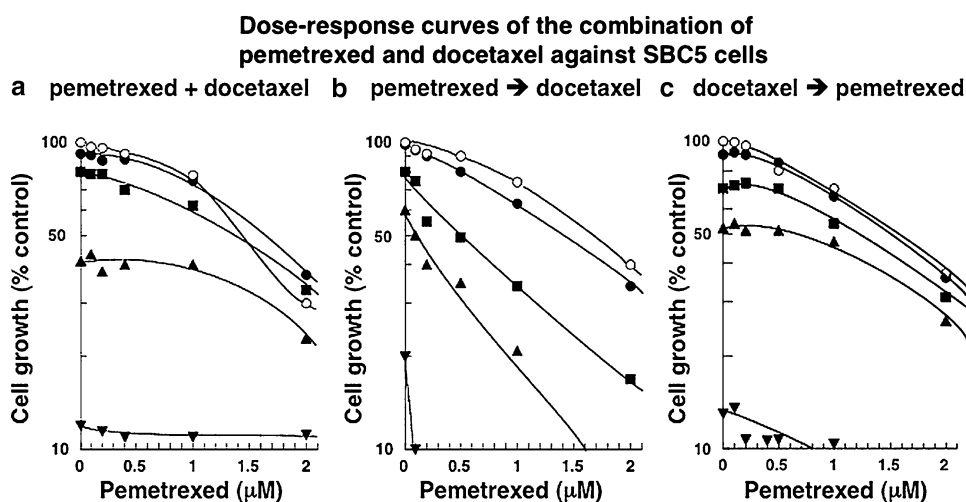 Dose-response curves of the combination of
pemetrexed and docetaxel against SBC5 cells
a pemetrexed + docetaxel
b pemetrexed ➔ docetaxel
c docetaxel ➔ pemetrexed
Cell growth (% control)
100
50
10
0 0.5 1 1.5 2
Pemetrexed (μM)
Cell growth (% control)
100
50
10
0 0.5 1 1.5 2
Pemetrexed (μM)
Cell growth (% control)
100
50
10
0 0.5 1 1.5 2
Pemetrexed (μM)